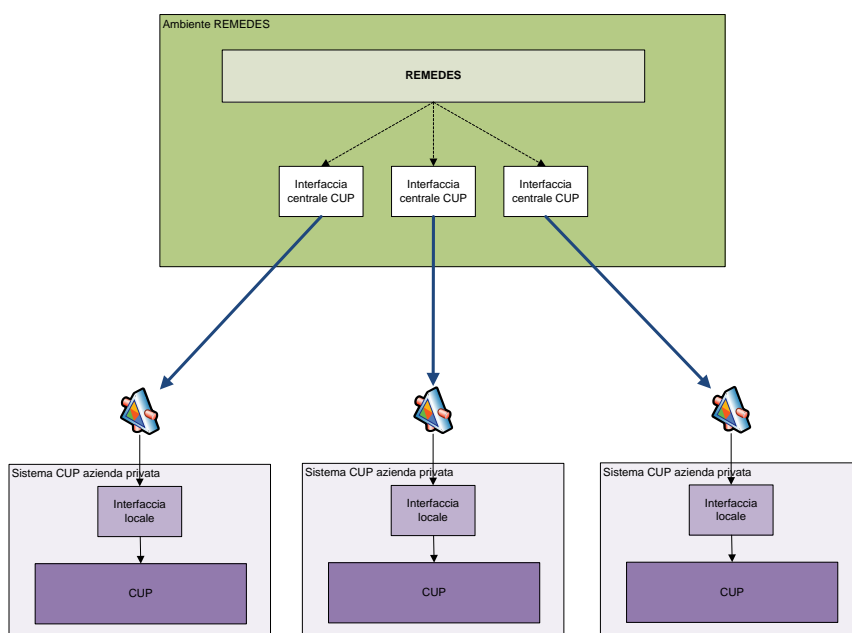 Ambiente REMEDES
REMEDES
Interfaccia
centrale CUP
Interfaccia
centrale CUP
Interfaccia
centrale CUP
Sistema CUP azienda privata
Interfaccia
locale
CUP
Sistema CUP azienda privata
Interfaccia
locale
CUP
Sistema CUP azienda privata
Interfaccia
locale
CUP